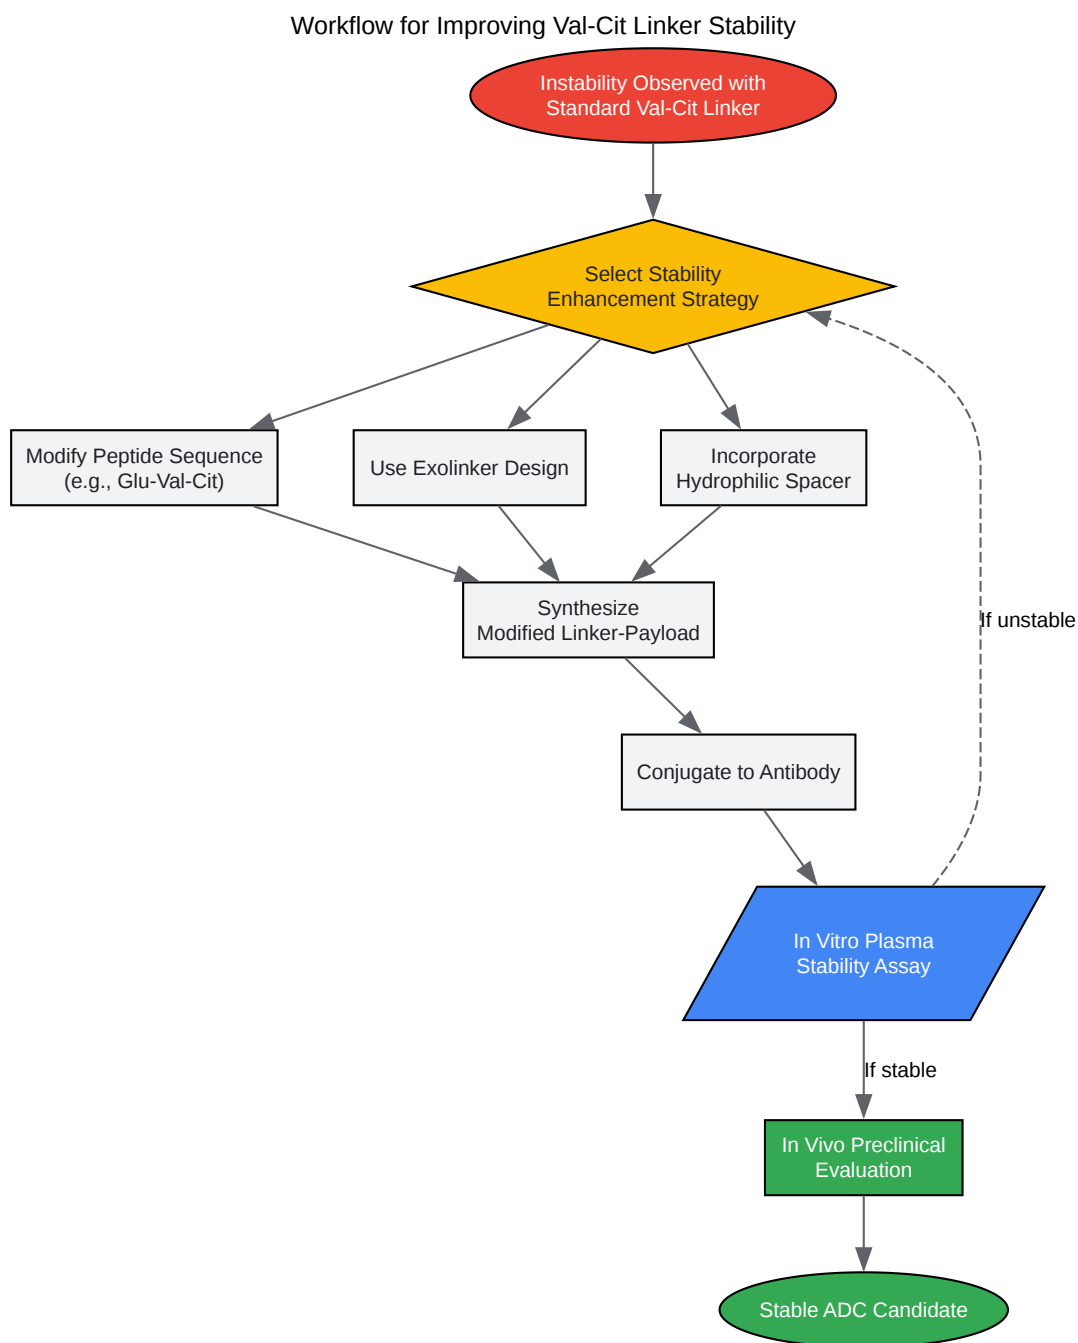 Workflow for Improving Val-Cit Linker Stability
Instability Observed with
Standard Val-Cit Linker
Select Stability
Enhancement Strategy
Modify Peptide Sequence
(e.g., Glu-Val-Cit)
Use Exolinker Design
Incorporate
Hydrophilic Spacer
Synthesize
Modified Linker-Payload
If unstable
Conjugate to Antibody
In Vitro Plasma
Stability Assay
If stable
In Vivo Preclinical
Evaluation
Stable ADC Candidate